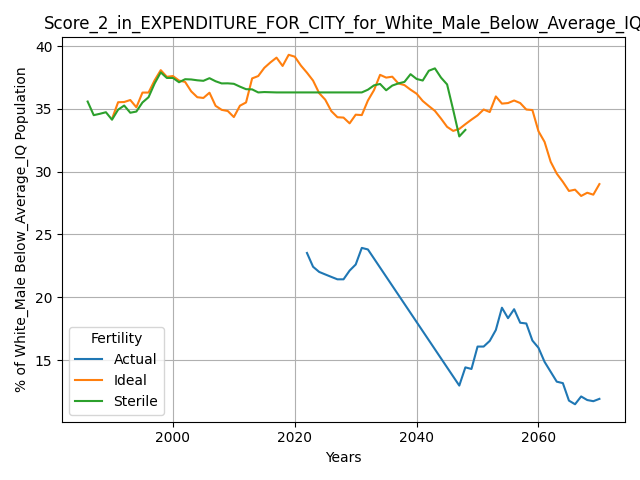 Score_2_in_EXPENDITURE_FOR_CITY_for_White_Male_Below_Average_IQ
% of White_Male Below_Average_IQ Population
40
35
30
25
20
15
2000
2020
2040
2060
Years
Fertility
Actual
Ideal
Sterile